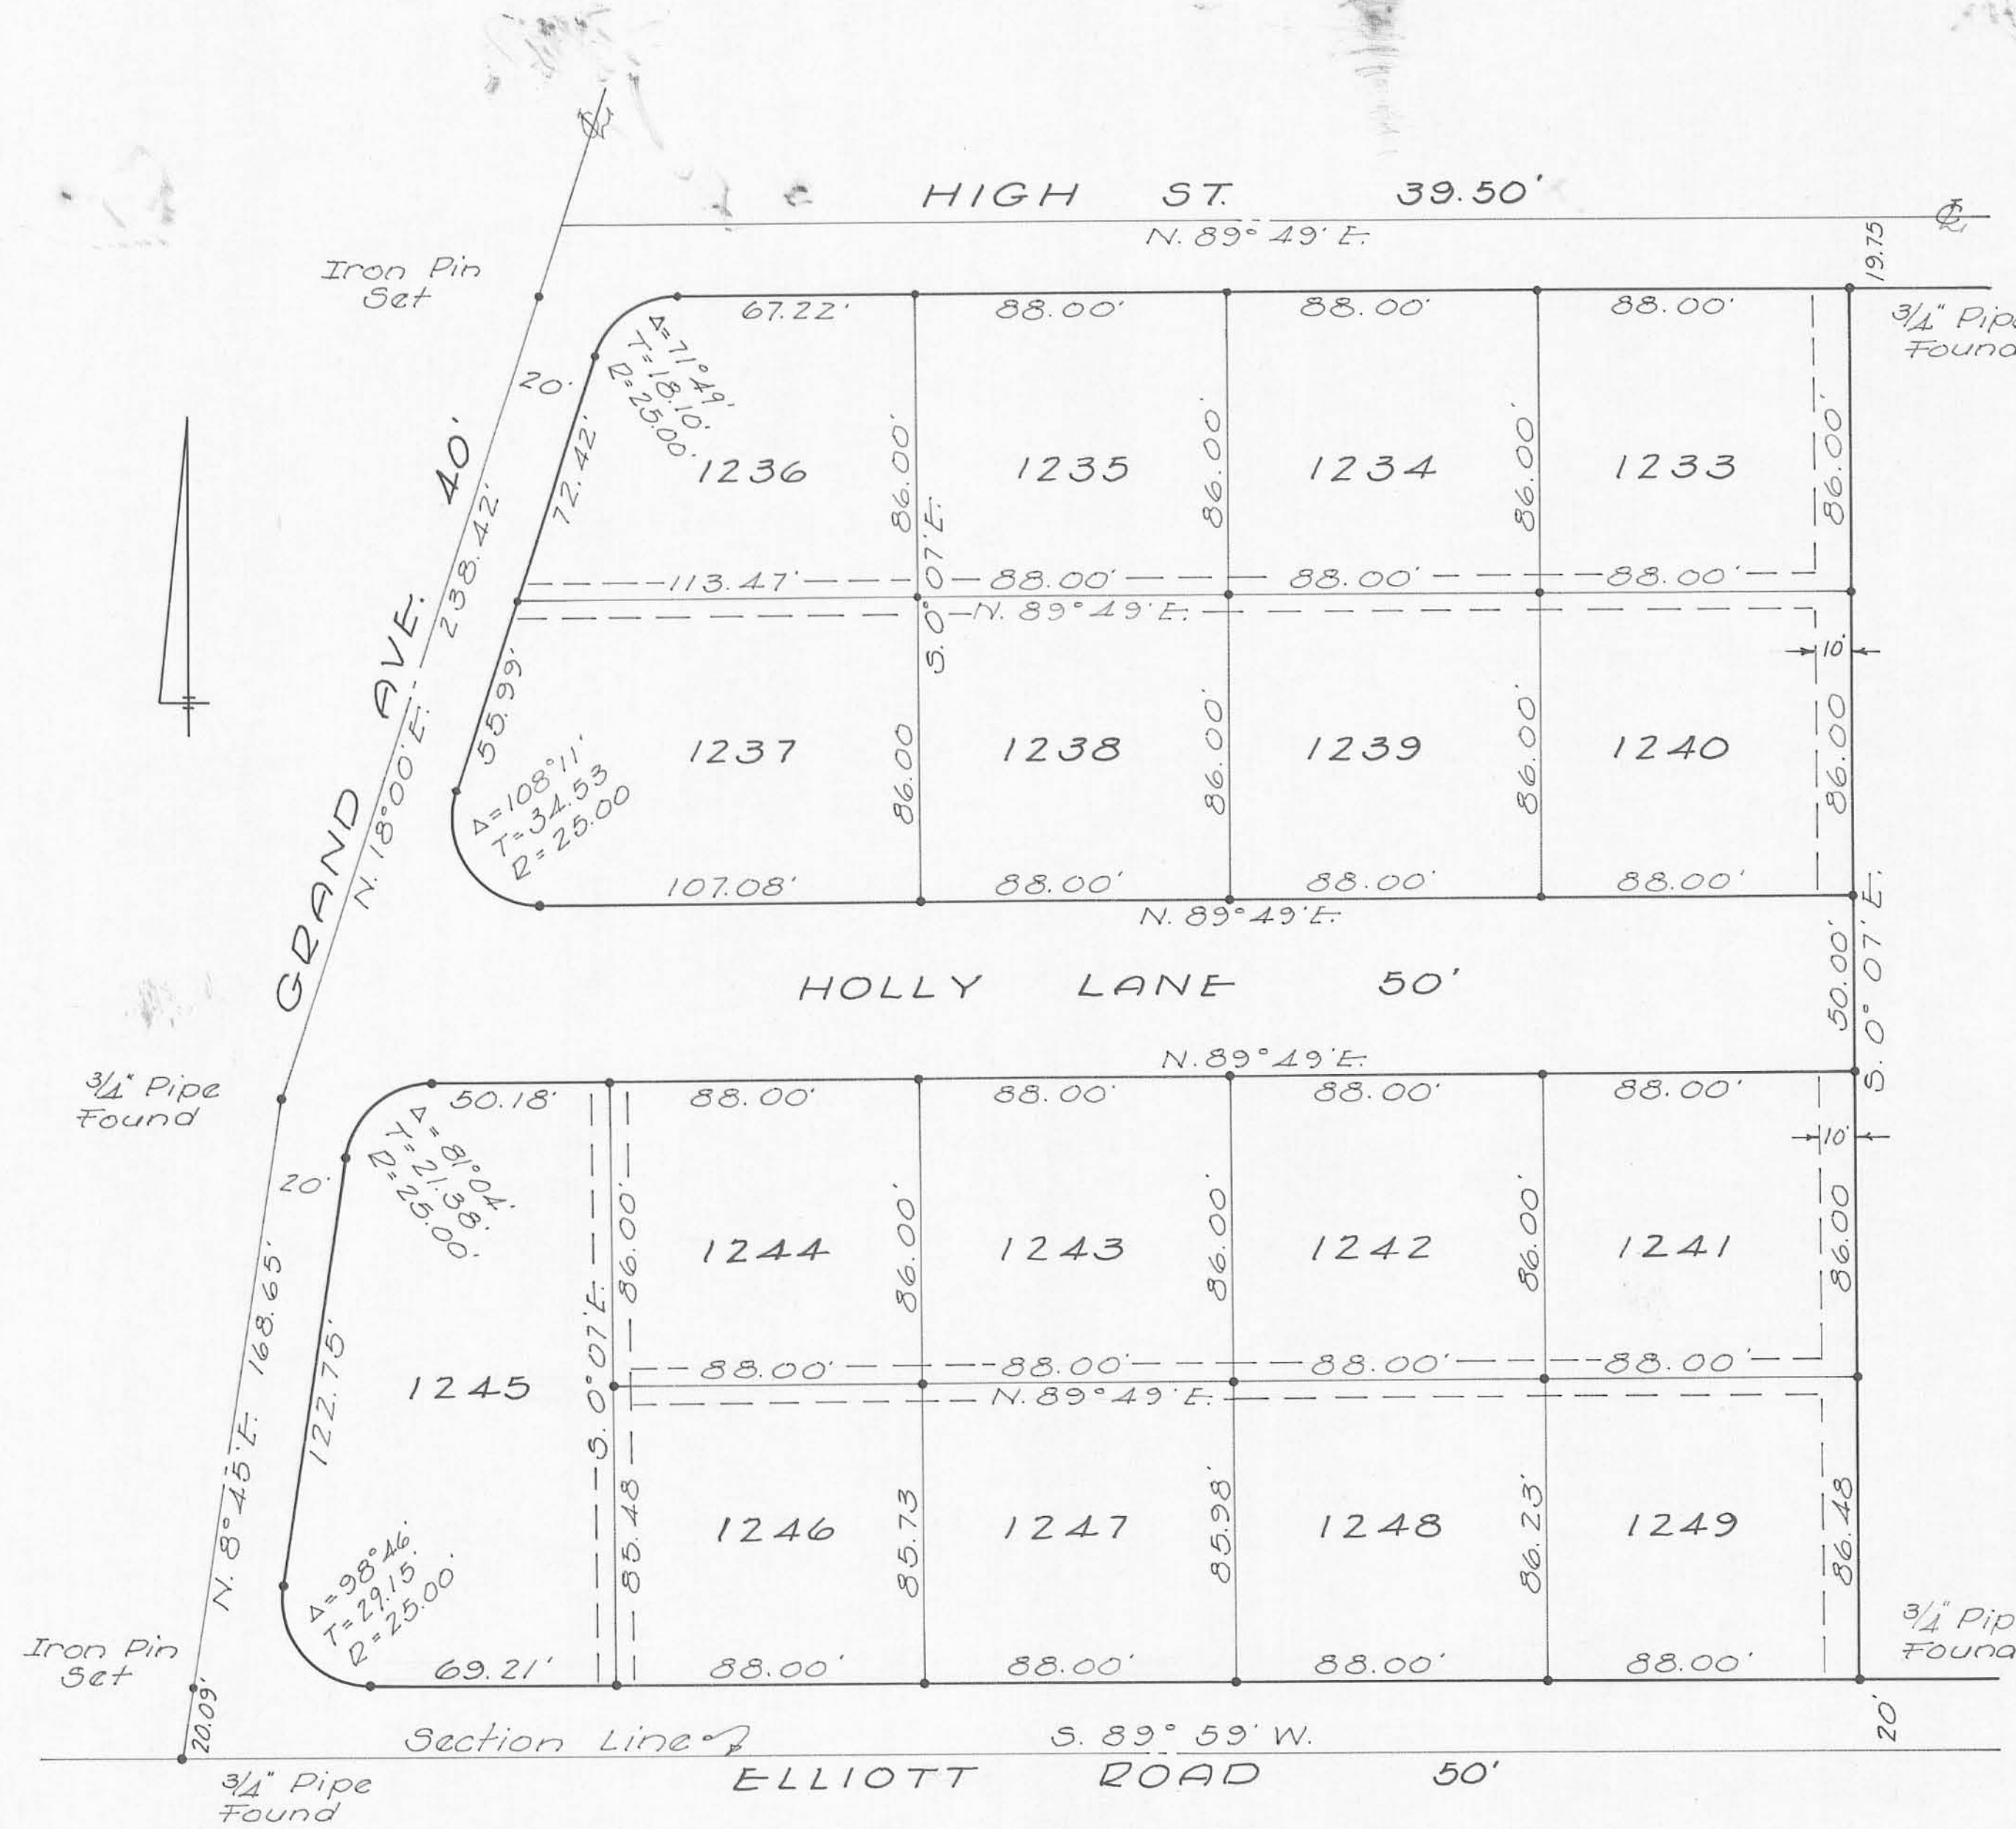 ℄
HIGH ST. 39.50'
℄
N. 89° 49' E.
19.75
Iron Pin
Set
67.22'
88.00'
88.00'
88.00'
3/4" Pipe
Found
Δ=71°49'
T=18.10'
R=25.00'
20'
72.42'
1236
86.00'
1235
86.00'
1234
86.00'
1233
86.00'
GRAND AVE. 40'
N. 18°00' E. 238.42'
113.47'
88.00'
88.00'
88.00'
S. 0° 07' E.
N. 89° 49' E.
10'
55.99'
1237
86.00
1238
86.00'
1239
86.00'
1240
86.00
Δ=108°11'
T=34.53
R=25.00
107.08'
88.00'
88.00'
88.00'
N. 89° 49' E.
HOLLY LANE 50'
50.00'
S. 0° 07' E.
N. 89° 49' E.
3/4" Pipe
Found
50.18'
88.00'
88.00'
88.00'
88.00'
Δ=81°04'
T=21.38'
R=25.00'
10'
20'
86.00'
1244
86.00'
1243
86.00'
1242
86.00'
1241
86.00
N. 8° 45' E. 168.65'
122.75'
1245
S. 0° 07' E.
88.00'
88.00'
88.00'
88.00'
N. 89° 49' E.
85.48
1246
85.73
1247
85.98'
1248
86.23'
1249
86.48
Δ=98°46'
T=29.15'
R=25.00'
Iron Pin
Set
69.21'
88.00'
88.00'
88.00'
88.00'
3/4" Pip
Found
20.09'
20'
Section Line
S. 89° 59' W.
3/4" Pipe
Found
ELLIOTT ROAD 50'